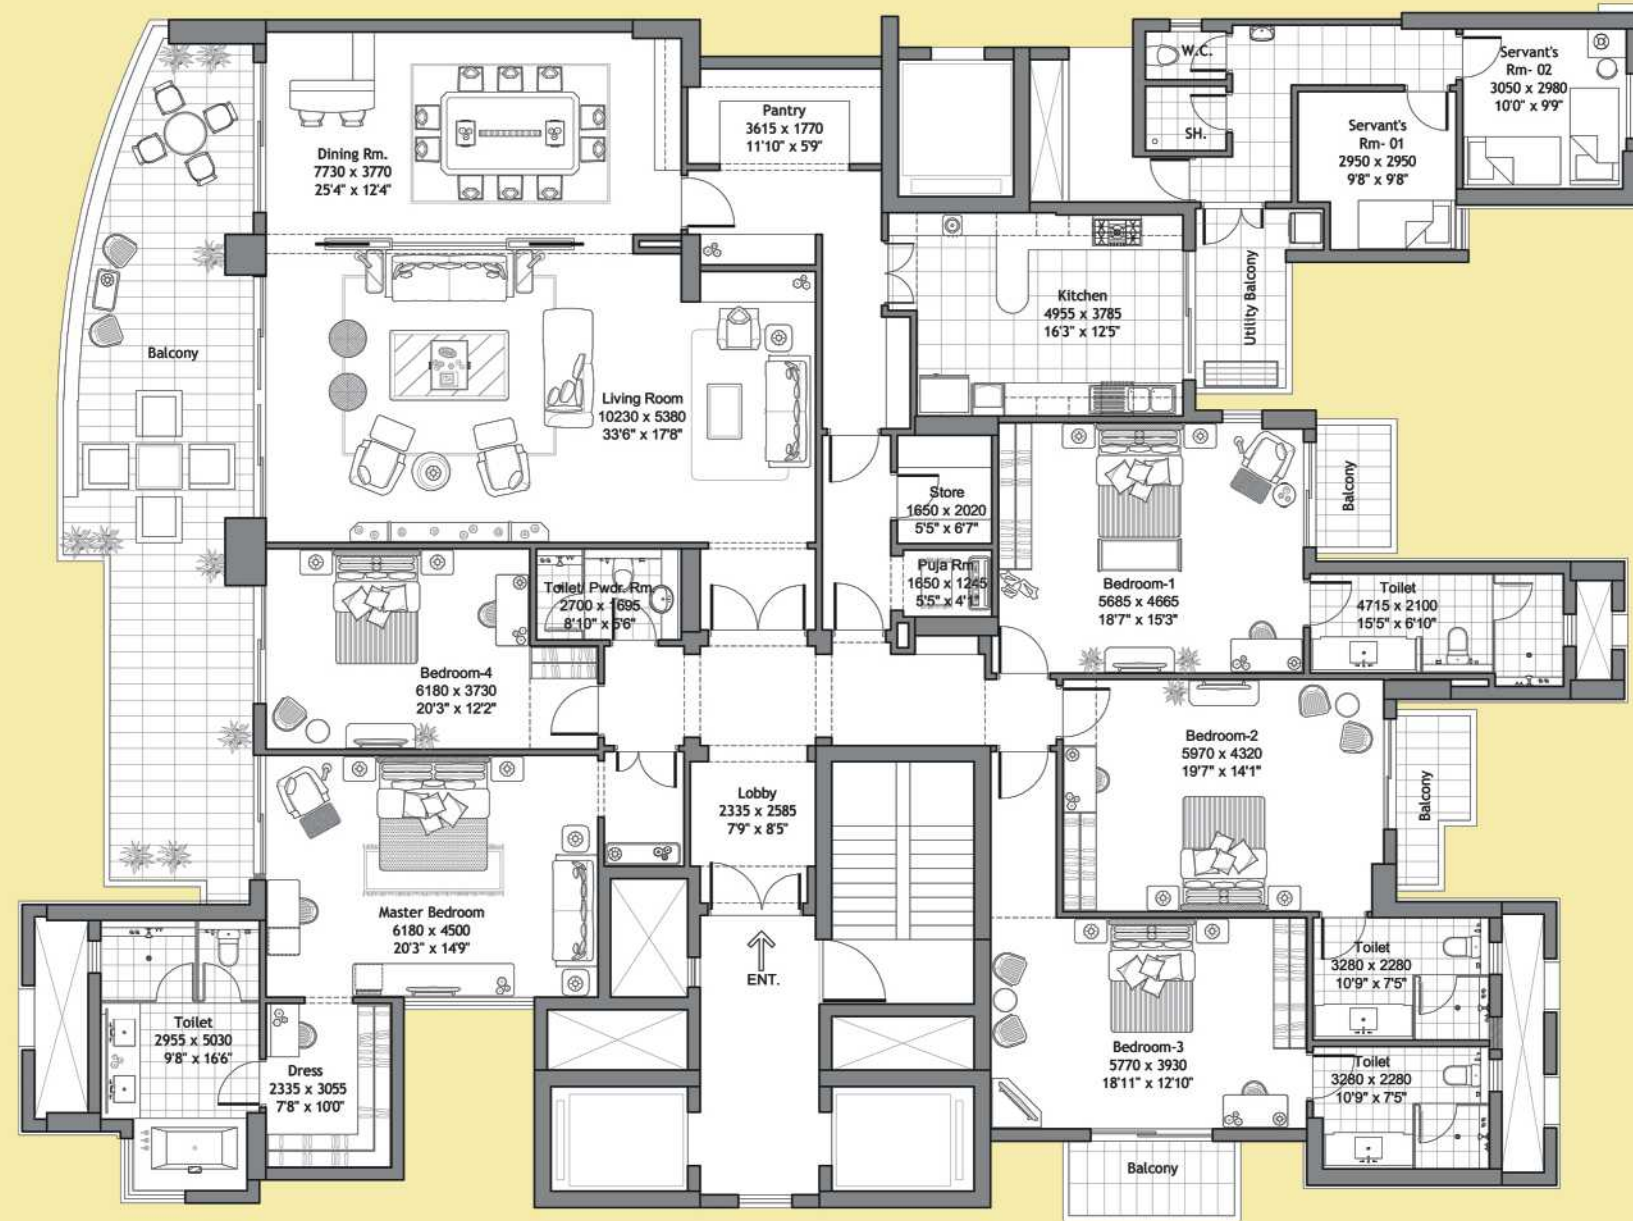 W.C.
SH.
Servant's
Rm- 02
3050 x 2980
10'0" x 9'9"
Servant's
Rm- 01
2950 x 2950
9'8" x 9'8"
Pantry
3615 x 1770
11'10" x 5'9"
Dining Rm.
7730 x 3770
25'4" x 12'4"
Kitchen
4955 x 3785
16'3" x 12'5"
Utility Balcony
Balcony
Living Room
10230 x 5380
33'6" x 17'8"
Store
1650 x 2020
5'5" x 6'7"
Balcony
Puja Rm.
1650 x 1245
5'5" x 4'1"
Bedroom-1
5685 x 4665
18'7" x 15'3"
Toilet
4715 x 2100
15'5" x 6'10"
Toilet/ Pwdr. Rm.
2700 x 1695
8'10" x 5'6"
Bedroom-4
6180 x 3730
20'3" x 12'2"
Bedroom-2
5970 x 4320
19'7" x 14'1"
Balcony
Lobby
2335 x 2585
7'9" x 8'5"
Master Bedroom
6180 x 4500
20'3" x 14'9"
ENT.
Toilet
3280 x 2280
10'9" x 7'5"
Toilet
2955 x 5030
9'8" x 16'6"
Dress
2335 x 3055
7'8" x 10'0"
Bedroom-3
5770 x 3930
18'11" x 12'10"
Toilet
3280 x 2280
10'9" x 7'5"
Balcony